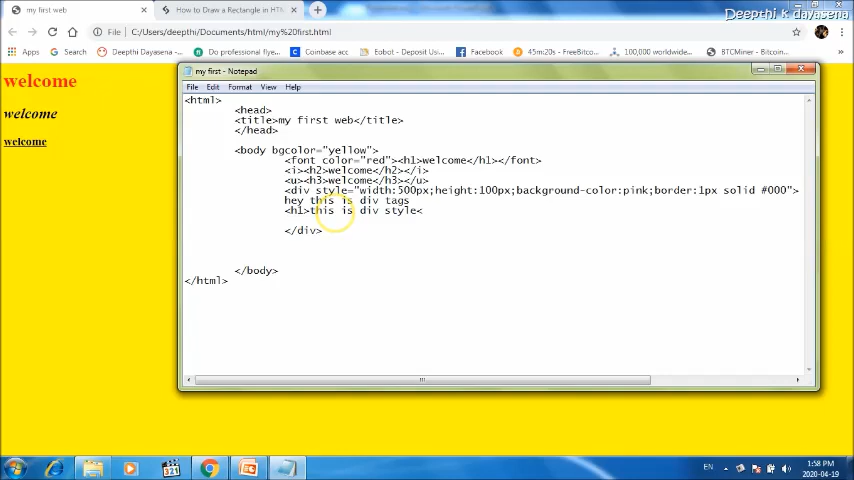 my first web
How to Draw a Rectangle in HTM
Deepthi k dayasena
File
C:/Users/deepthi/Documents/html/my%20first.html
Apps
Search
Deepthi Dayasena
Do professional flye...
Coinbase acc
Eobot - Deposit Usi...
Facebook
45m:20s - FreeBitco...
100,000 worldwide...
BTCMiner - Bitcoin...
welcome
welcome
welcome
my first - Notepad
File Edit Format View Help
<html>
<head>
<title>my first web</title>
</head>
<body bgcolor="yellow">
<font color="red"><h1>welcome</h1></font>
<i><h2>welcome</h2></i>
<u><h3>welcome</h3></u>
<div style="width:500px;height:100px;background-color:pink;border:1px solid #000">
hey this is div tags
<h1>this is div style<
</div>
</body>
</html>
321
EN
1:58 PM
2020-04-19